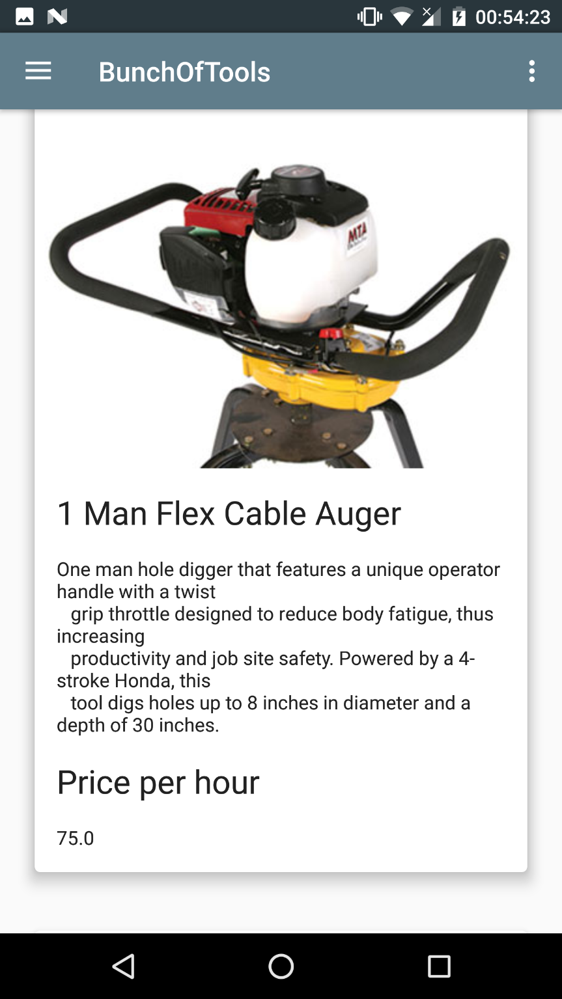 00:54:23
BunchOfTools
MTA
1 Man Flex Cable Auger
One man hole digger that features a unique operator
handle with a twist
grip throttle designed to reduce body fatigue, thus
increasing
productivity and job site safety. Powered by a 4-
stroke Honda, this
tool digs holes up to 8 inches in diameter and a
depth of 30 inches.
Price per hour
75.0